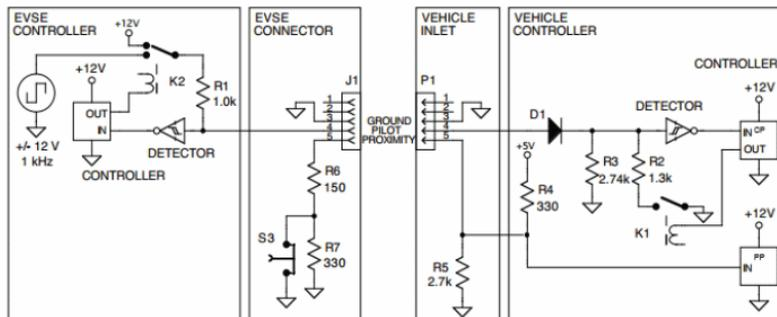 EVSE
CONTROLLER
+12V
+12V
K2
R1
1.0k
OUT
IN
DETECTOR
+/- 12 V
1 kHz
CONTROLLER
EVSE
CONNECTOR
J1
1
2
3
4
5
R6
150
S3
R7
330
GROUND
PILOT
PROXIMITY
VEHICLE
INLET
P1
1
2
3
4
5
R5
2.7k
VEHICLE
CONTROLLER
CONTROLLER
+12V
D1
DETECTOR
IN CP
OUT
+5V
R4
330
R3
2.74k
R2
1.3k
K1
+12V
PP
IN